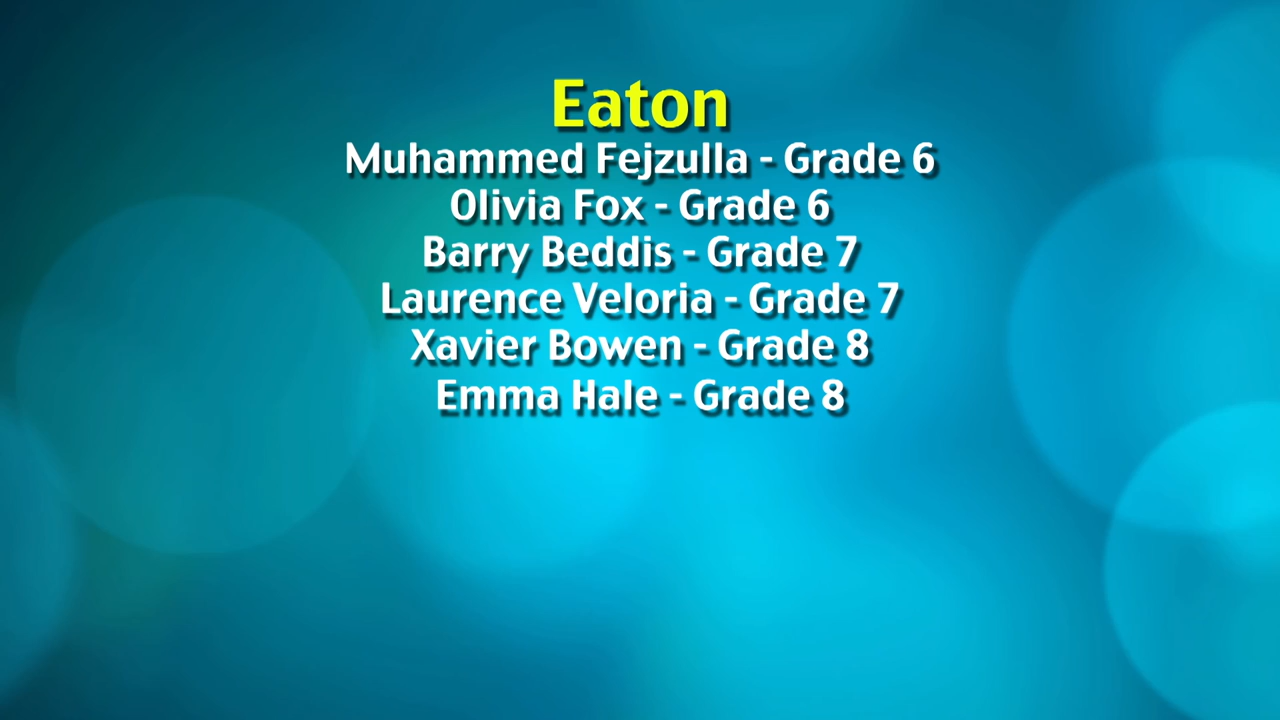 Eaton
Muhammed Fejzulla - Grade 6
Olivia Fox - Grade 6
Barry Beddis - Grade 7
Laurence Veloria - Grade 7
Xavier Bowen - Grade 8
Emma Hale - Grade 8